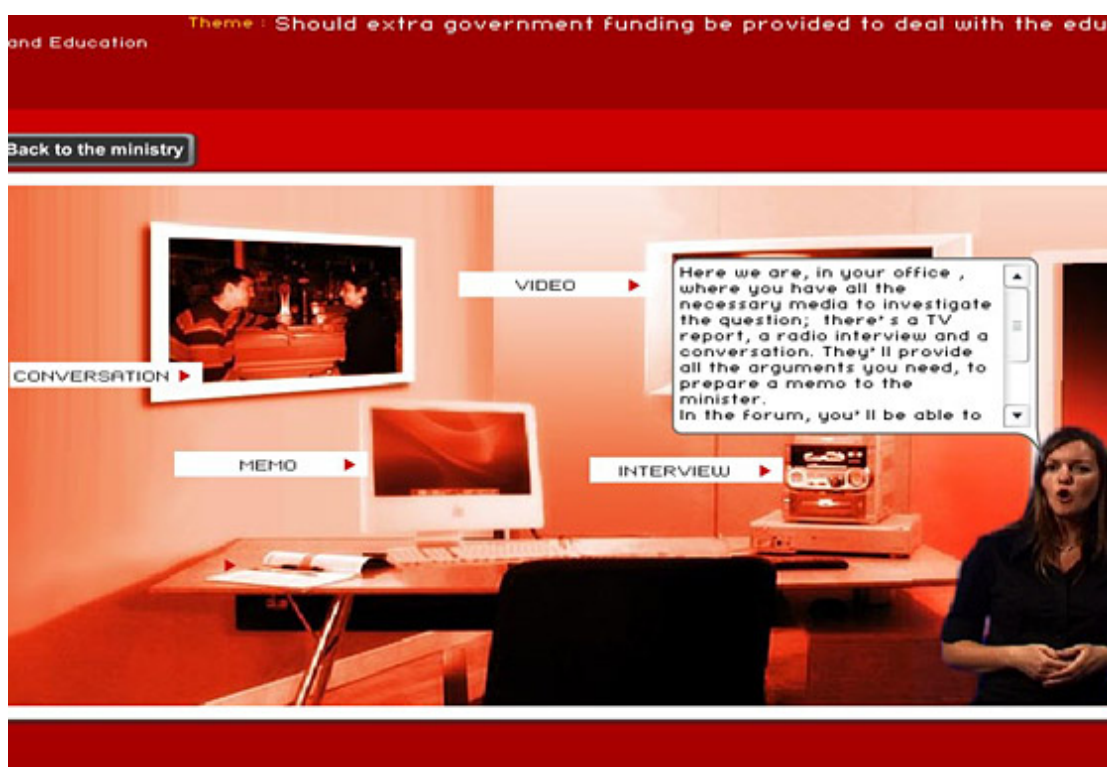 Theme : Should extra government funding be provided to deal with the edu
and Education
Back to the ministry
VIDEO
Here we are, in your office ,
where you have all the
necessary media to investigate
the question; there's a TV
report, a radio interview and a
conversation. They'll provide
all the arguments you need, to
prepare a memo to the
minister.
In the forum, you'll be able to
CONVERSATION
MEMO
INTERVIEW